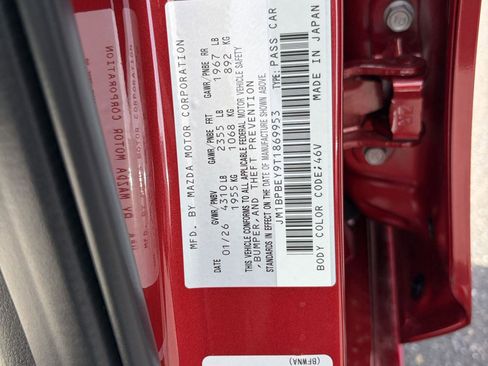 MFD. BY MAZDA MOTOR CORPORATION
DATE GVWR/PNBV GAWR/PNBE FRT GAWR/PNBE RR
01/26 4310 LB 2355 LB 1967 LB
1955 KG 1068 KG 892 KG
THIS VEHICLE CONFORMS TO ALL APPLICABLE FEDERAL MOTOR VEHICLE SAFETY
,BUMPER,AND THEFT PREVENTION
STANDARDS IN EFFECT ON THE DATE OF MANUFACTURE SHOWN ABOVE.
JM1BPBEY9T1869953 TYPE: PASS CAR
BODY COLOR CODE;46V MADE IN JAPAN
(BFWNA)